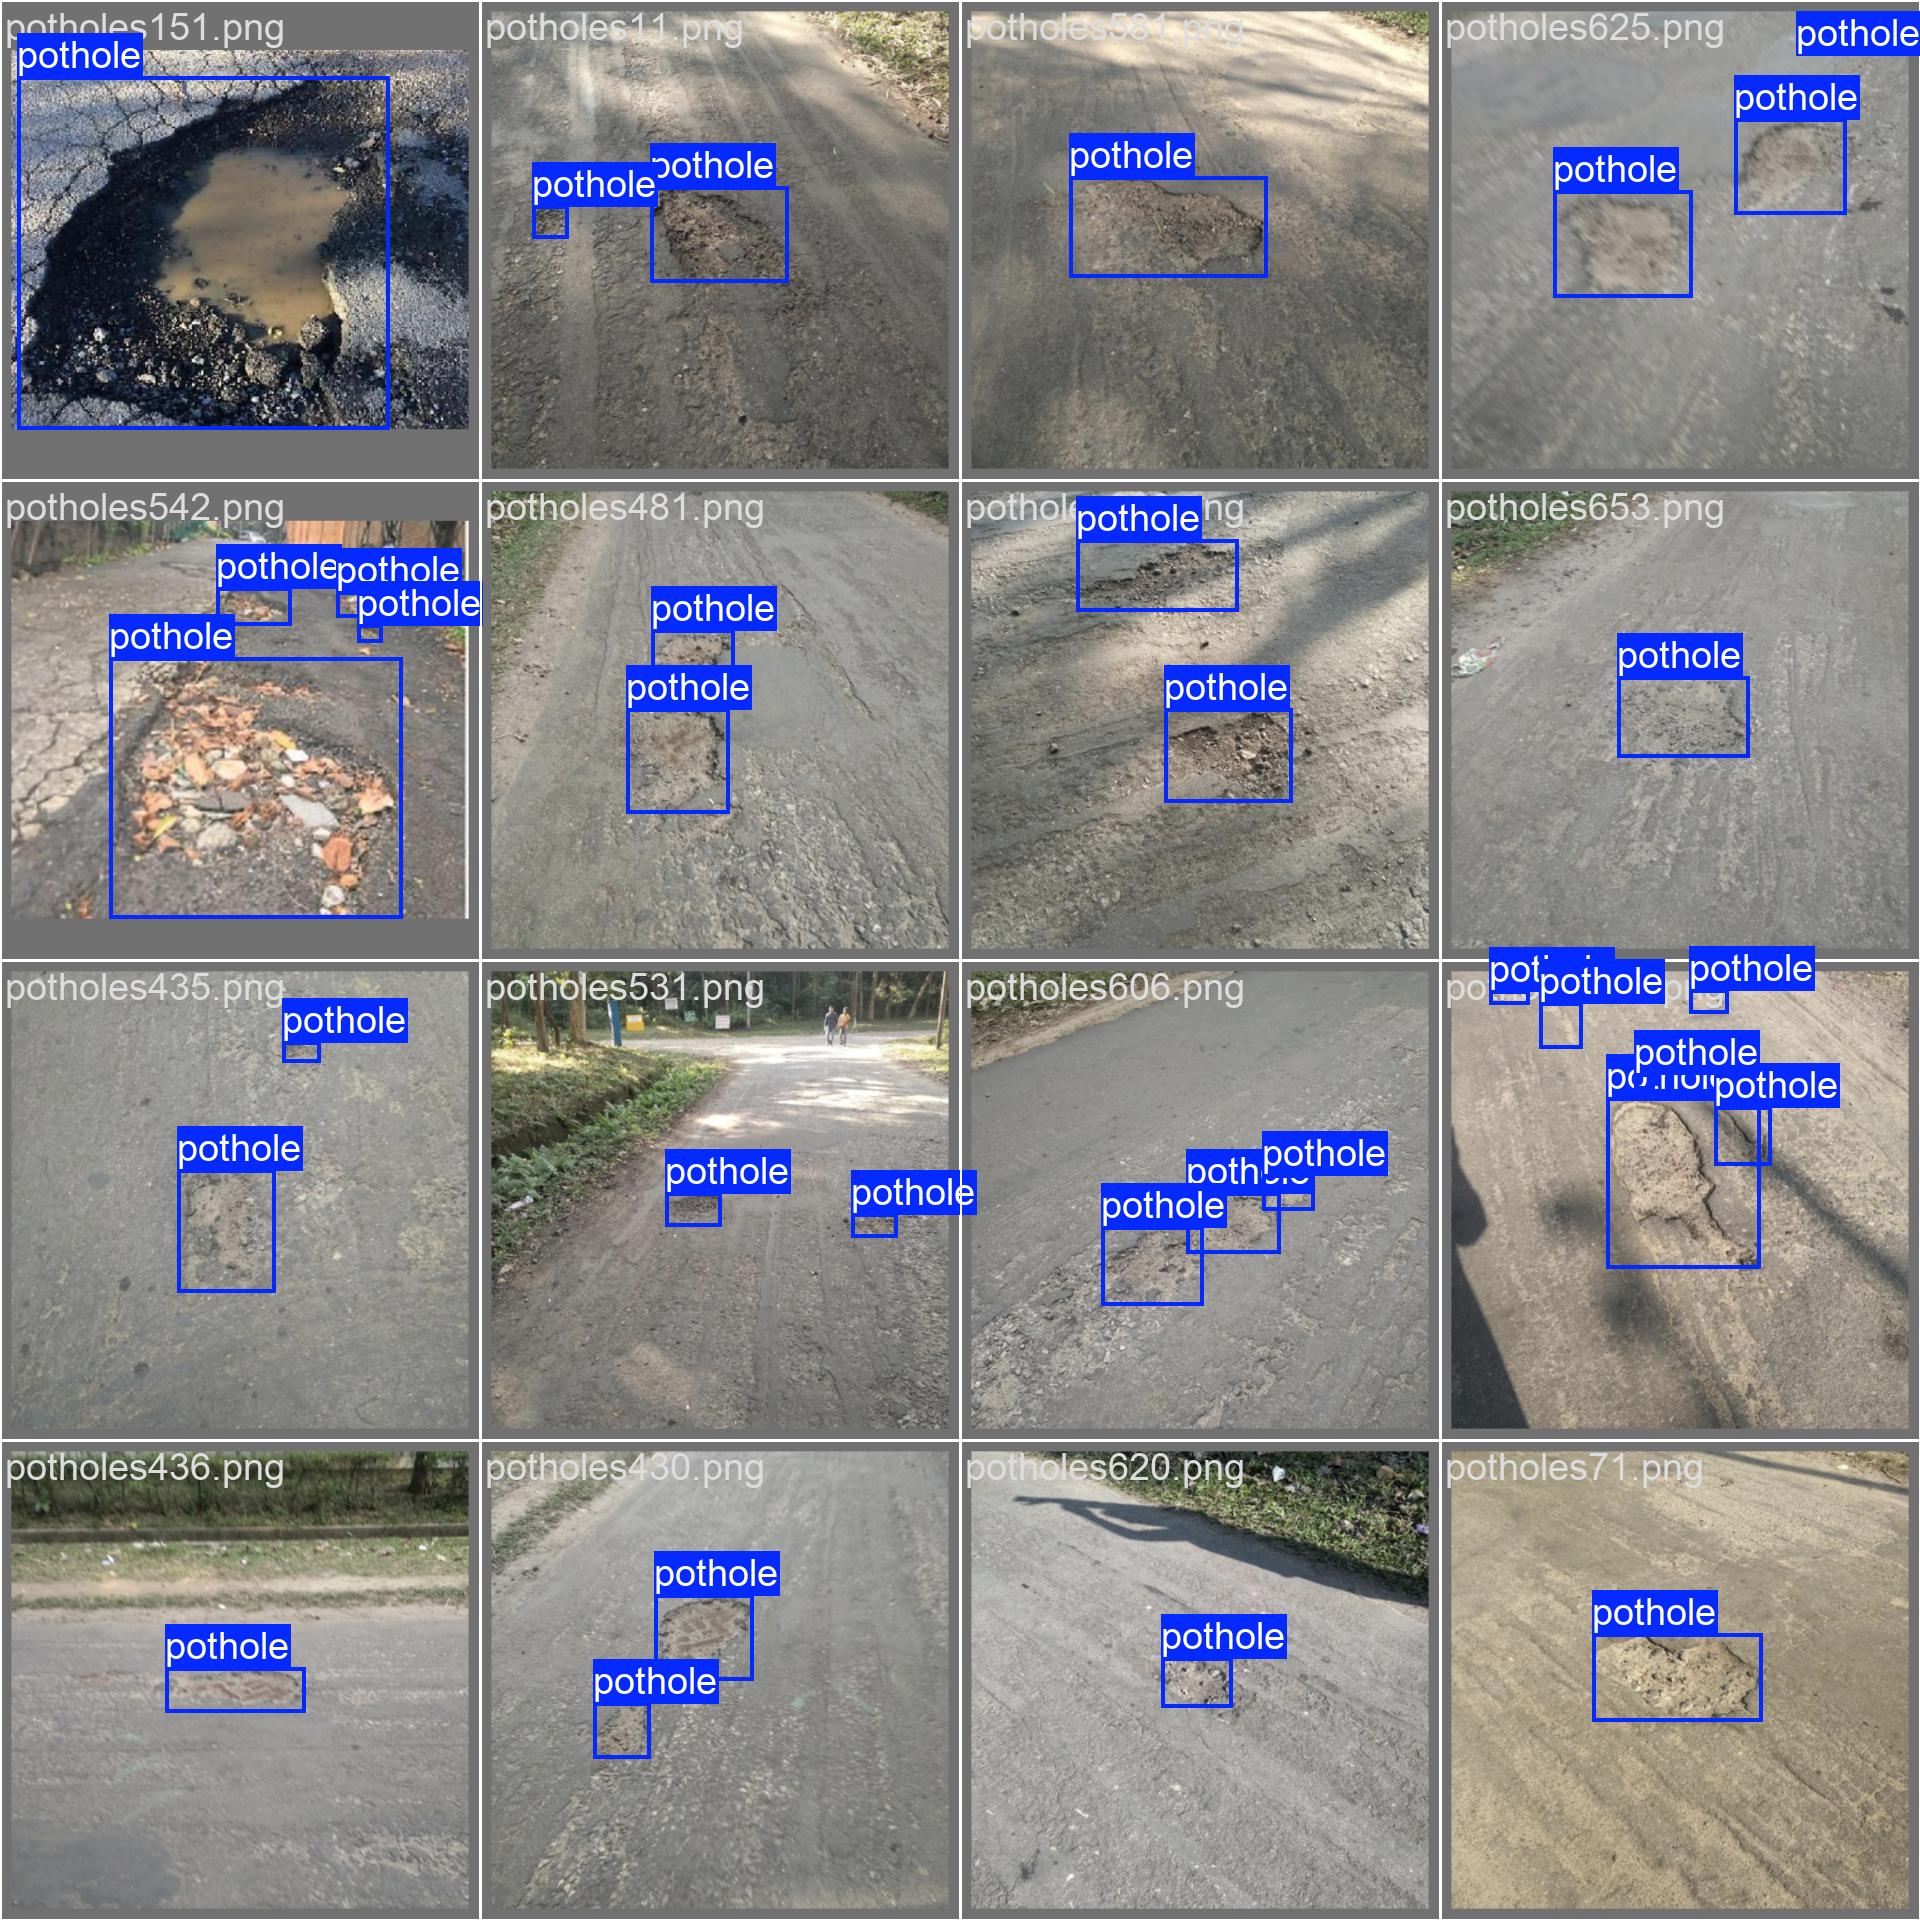 potholes151.png
pothole
potholes11.png
pothole
pothole
potholes581.png
pothole
potholes625.png
pothole
pothole
pothole
potholes542.png
pothole
pothole
pothole
pothole
potholes481.png
pothole
pothole
pothole
pothole
potholes653.png
pothole
potholes435.png
pothole
pothole
potholes531.png
pothole
pothole
potholes606.png
pothole
pothole
pothole
pothole
pothole
pothole
pothole
potholes436.png
pothole
potholes430.png
pothole
pothole
potholes620.png
pothole
potholes71.png
pothole